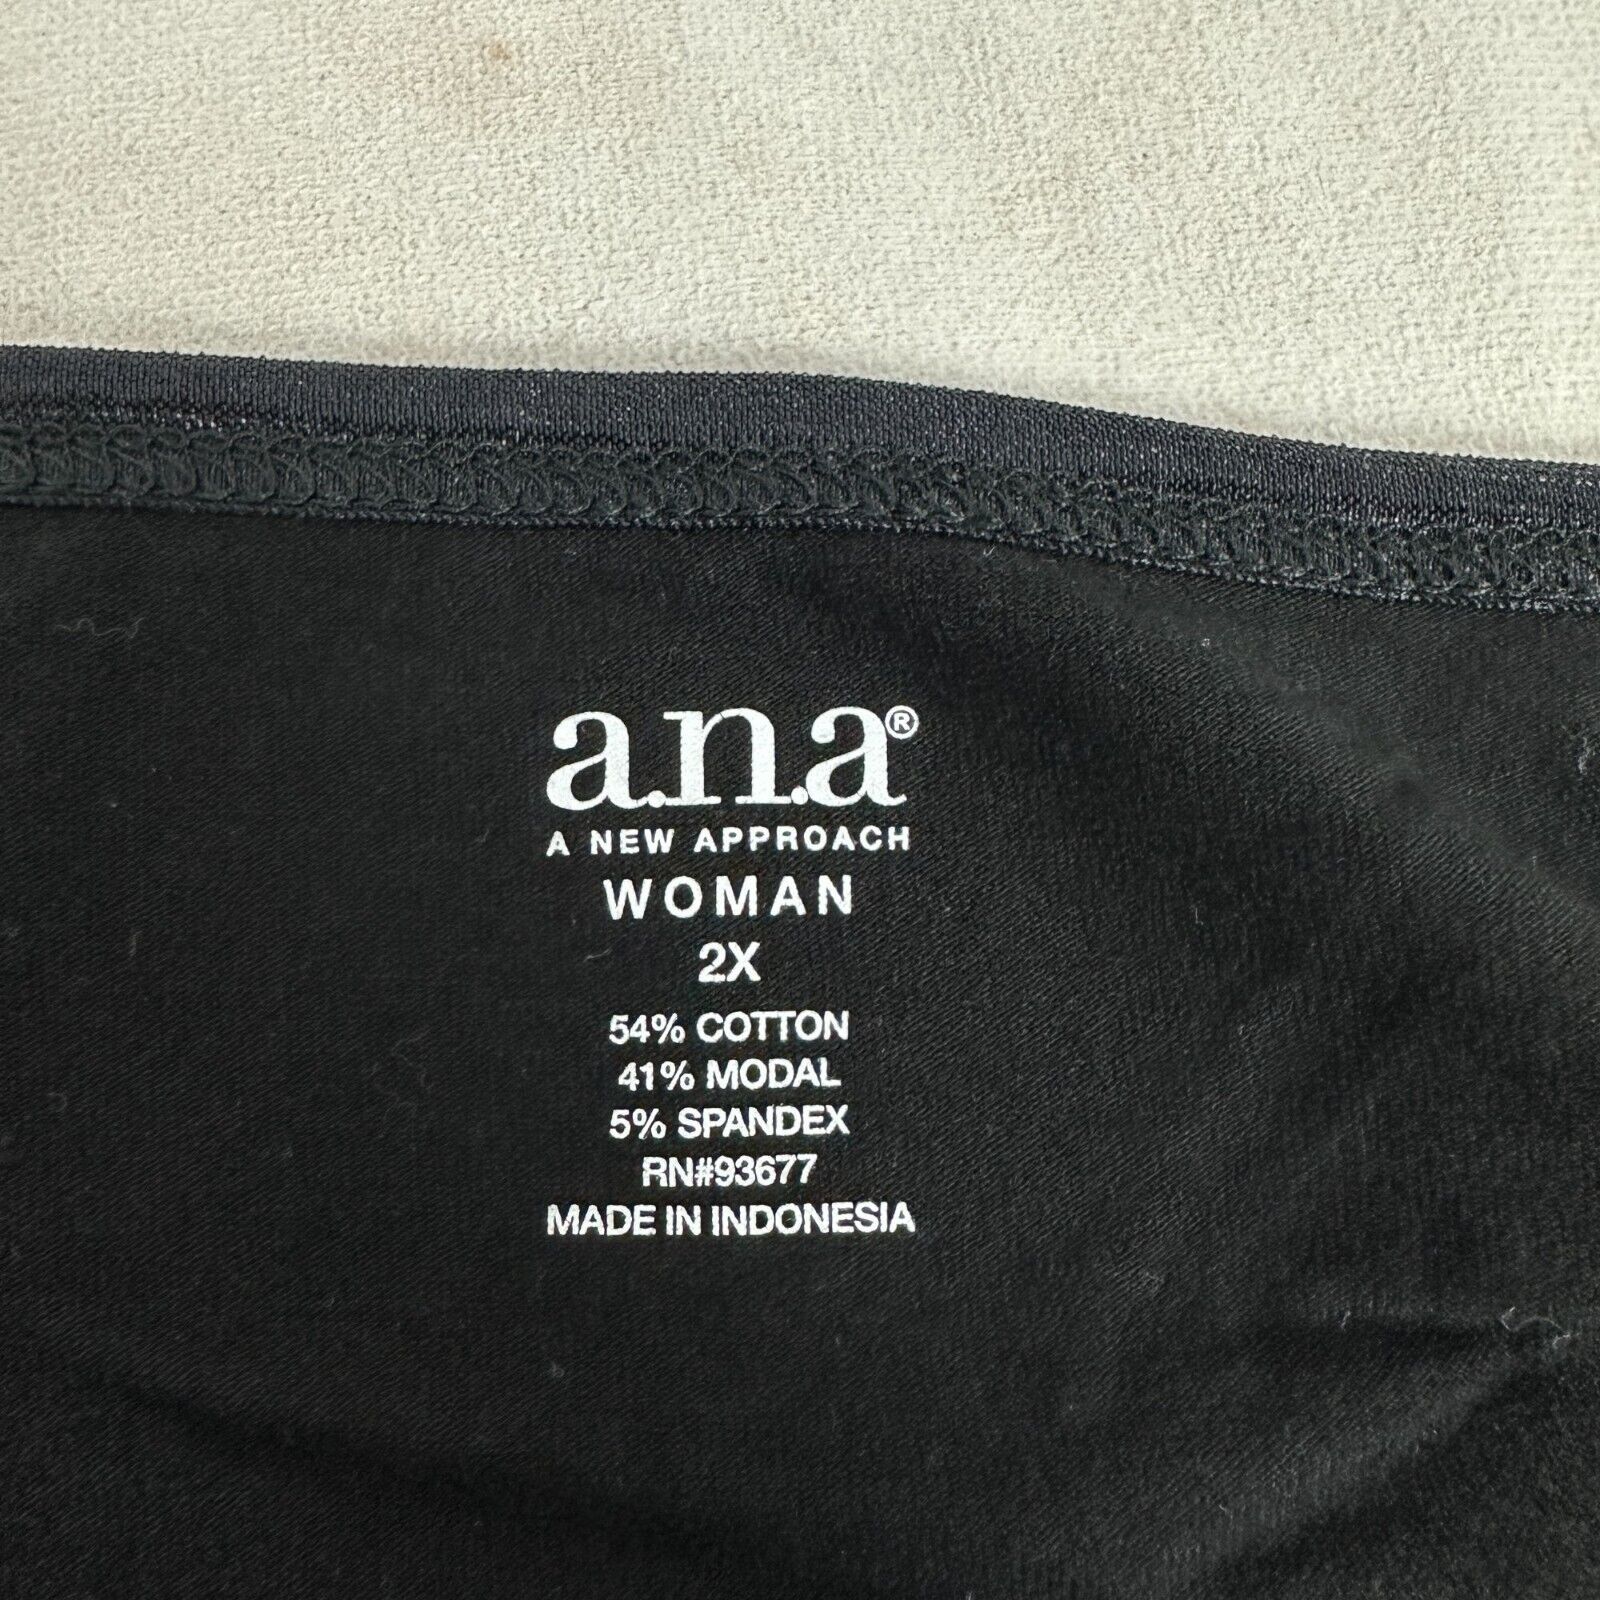 a.n.a®
A NEW APPROACH
WOMAN
2X
54% COTTON
41% MODAL
5% SPANDEX
RN#93677
MADE IN INDONESIA